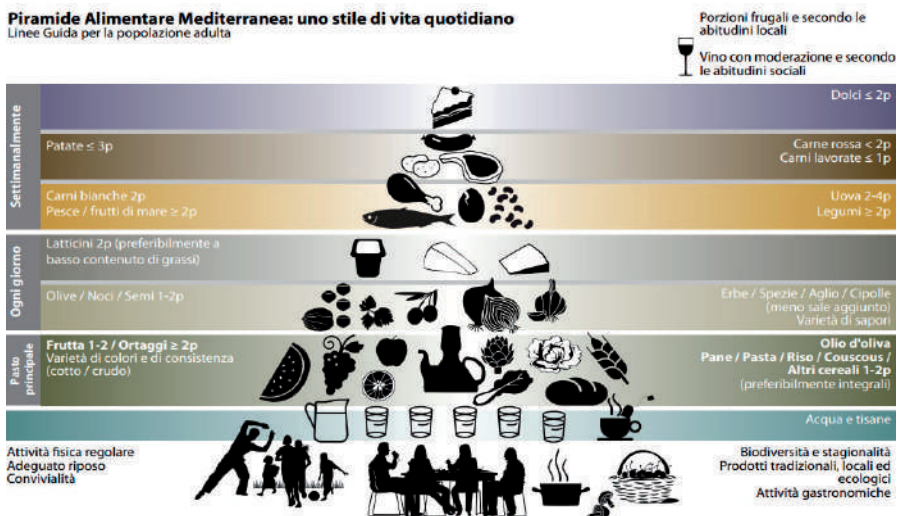 Piramide Alimentare Mediterranea: uno stile di vita quotidiano
Linee Guida per la popolazione adulta
Porzioni frugali e secondo le
abitudini locali
Vino con moderazione e secondo
le abitudini sociali
Settimanalmente
Dolci ≤ 2p
Patate ≤ 3p
Carne rossa < 2p
Carni lavorate ≤ 1p
Carni bianche 2p
Pesce / frutti di mare ≥ 2p
Uova 2-4p
Legumi ≥ 2p
Ogni giorno
Latticini 2p (preferibilmente a
basso contenuto di grassi)
Olive / Noci / Semi 1-2p
Erbe / Spezie / Aglio / Cipolle
(meno sale aggiunto)
Varietà di sapori
Pasto
principale
Frutta 1-2 / Ortaggi ≥ 2p
Varietà di colori e di consistenza
(cotto / crudo)
Olio d'oliva
Pane / Pasta / Riso / Couscous /
Altri cereali 1-2p
(preferibilmente integrali)
Acqua e tisane
Attività fisica regolare
Adeguato riposo
Convivialità
Biodiversità e stagionalità
Prodotti tradizionali, locali ed
ecologici
Attività gastronomiche